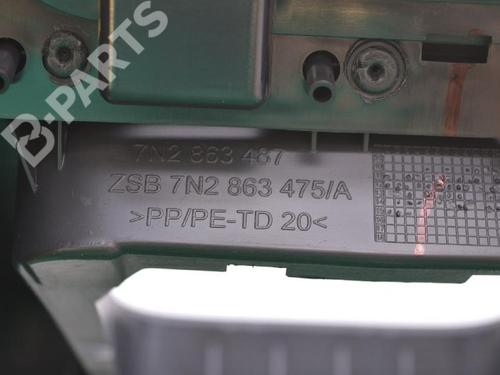 B-PARTS
7N2 863 487
ZSB 7N2 863 475/A
>PP/PE-TD 20<